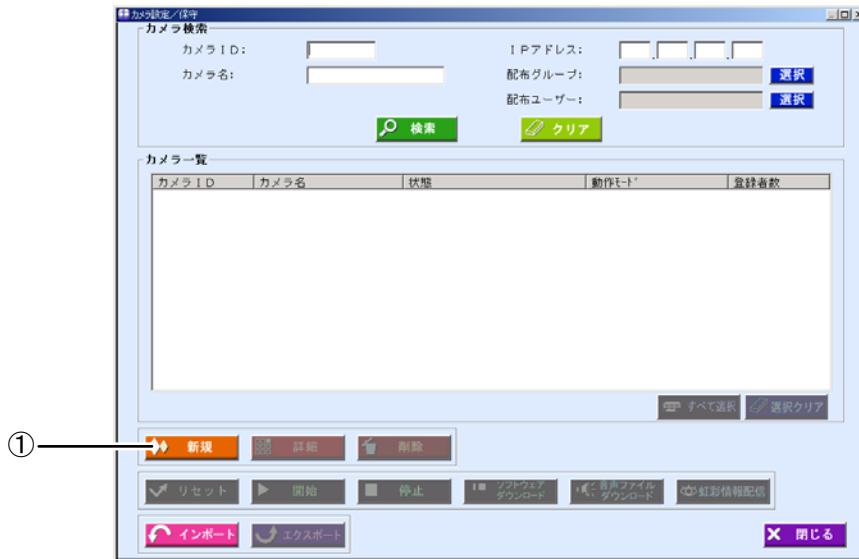 カメラ設定／保守
カメラ検索
カメラID:
IPアドレス:
カメラ名:
配布グループ:
選択
配布ユーザー:
選択
検索
クリア
カメラ一覧
カメラID カメラ名 状態 動作ﾓｰﾄﾞ 登録者数
すべて選択 選択クリア
① 新規 詳細 削除
リセット 開始 停止 ソフトウェア
ダウンロード 音声ファイル
ダウンロード 虹彩情報配信
インポート エクスポート × 閉じる